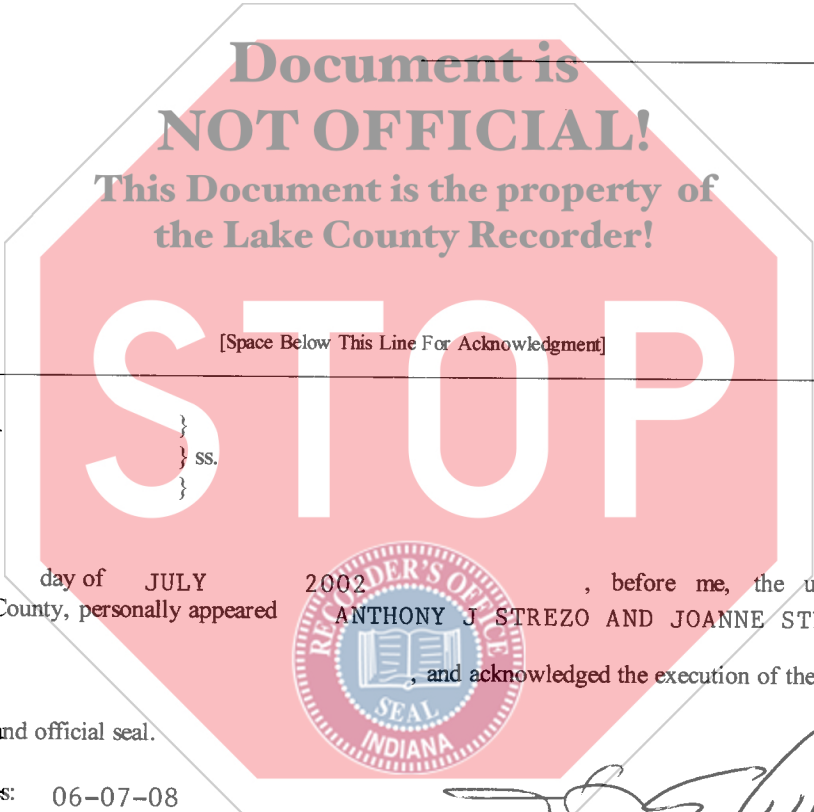 Document is
NOT OFFICIAL!
This Document is the property of
the Lake County Recorder!
STOP
[Space Below This Line For Acknowledgment]
}
} ss.
}
day of JULY 2002 , before me, the
County, personally appeared ANTHONY J STREZO AND JOANNE
, and acknowledged the execution of the
and official seal.
RECORDER'S OFFICE
SEAL
INDIANA
06-07-08